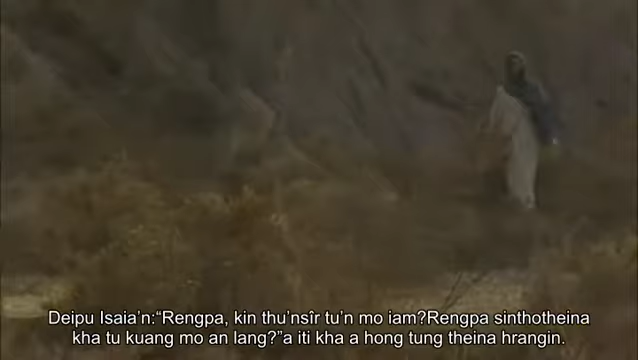 Deipu Isaia’n:“Rengpa, kin thu’nsîr tu’n mo iam?Rengpa sinthotheina
kha tu kuang mo an lang?”a iti kha a hong tung theina hrangin.